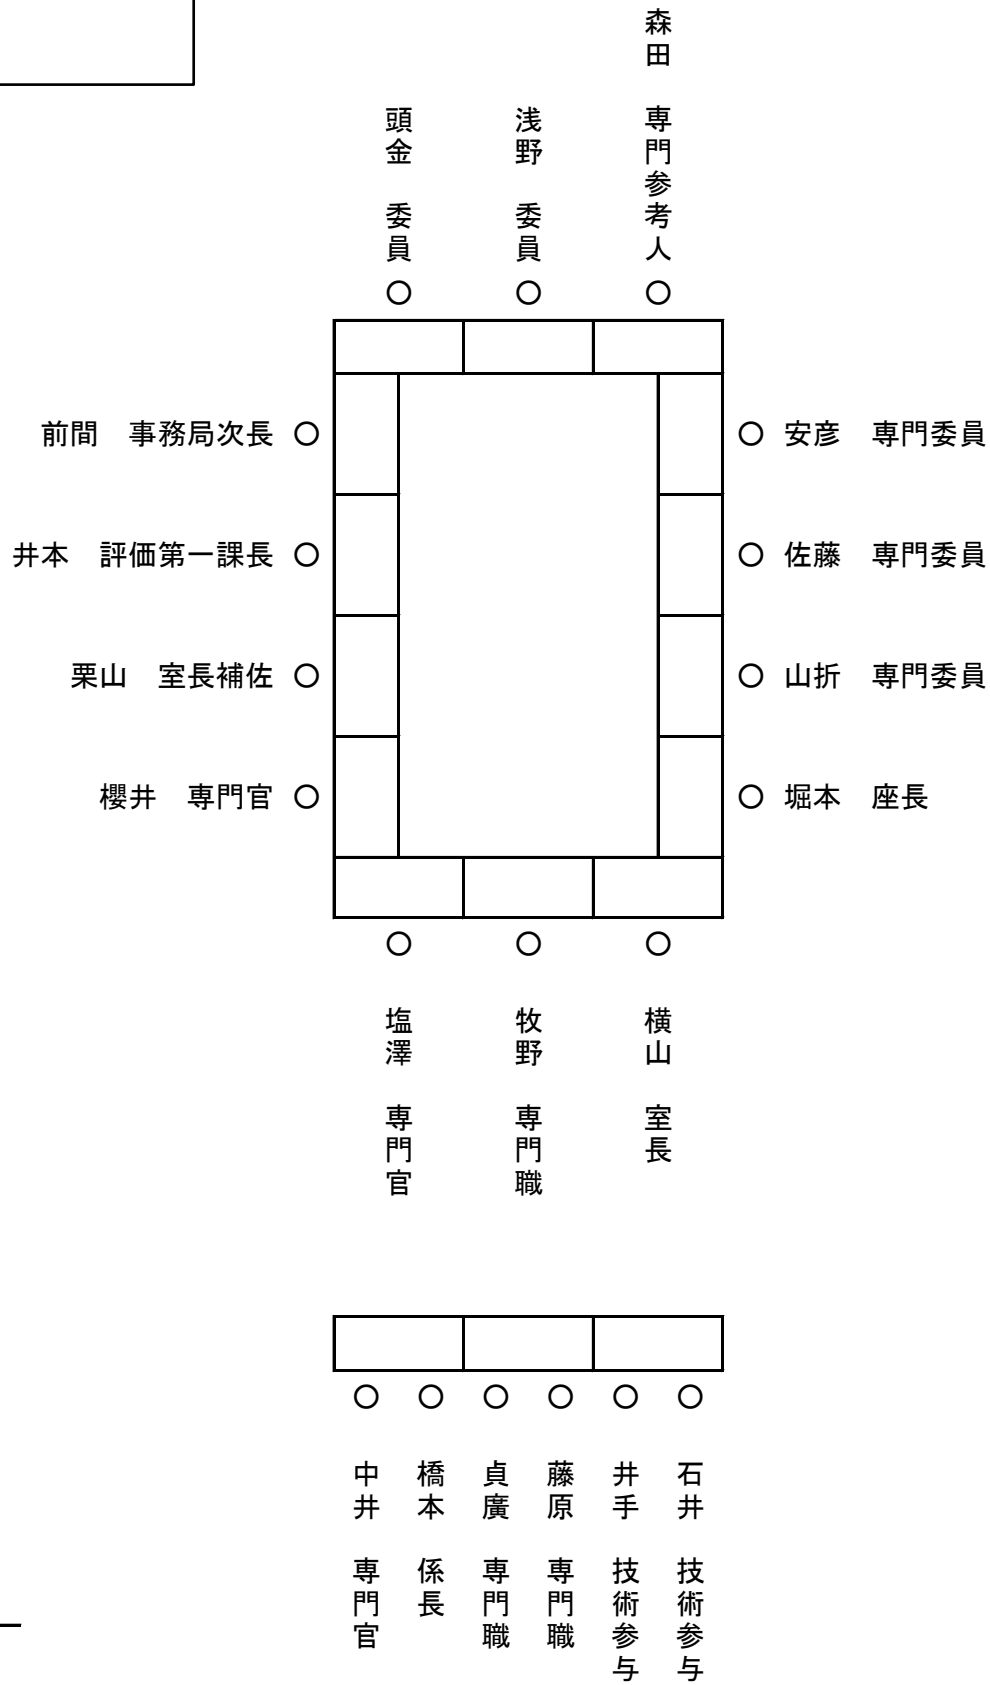 頭金　委員
浅野　委員
森田　専門参考人
前間　事務局次長
安彦　専門委員
井本　評価第一課長
佐藤　専門委員
栗山　室長補佐
山折　専門委員
櫻井　専門官
堀本　座長
塩澤　専門官
牧野　専門職
横山　室長
中井　専門官
橋本　係長
貞廣　専門職
藤原　専門職
井手　技術参与
石井　技術参与